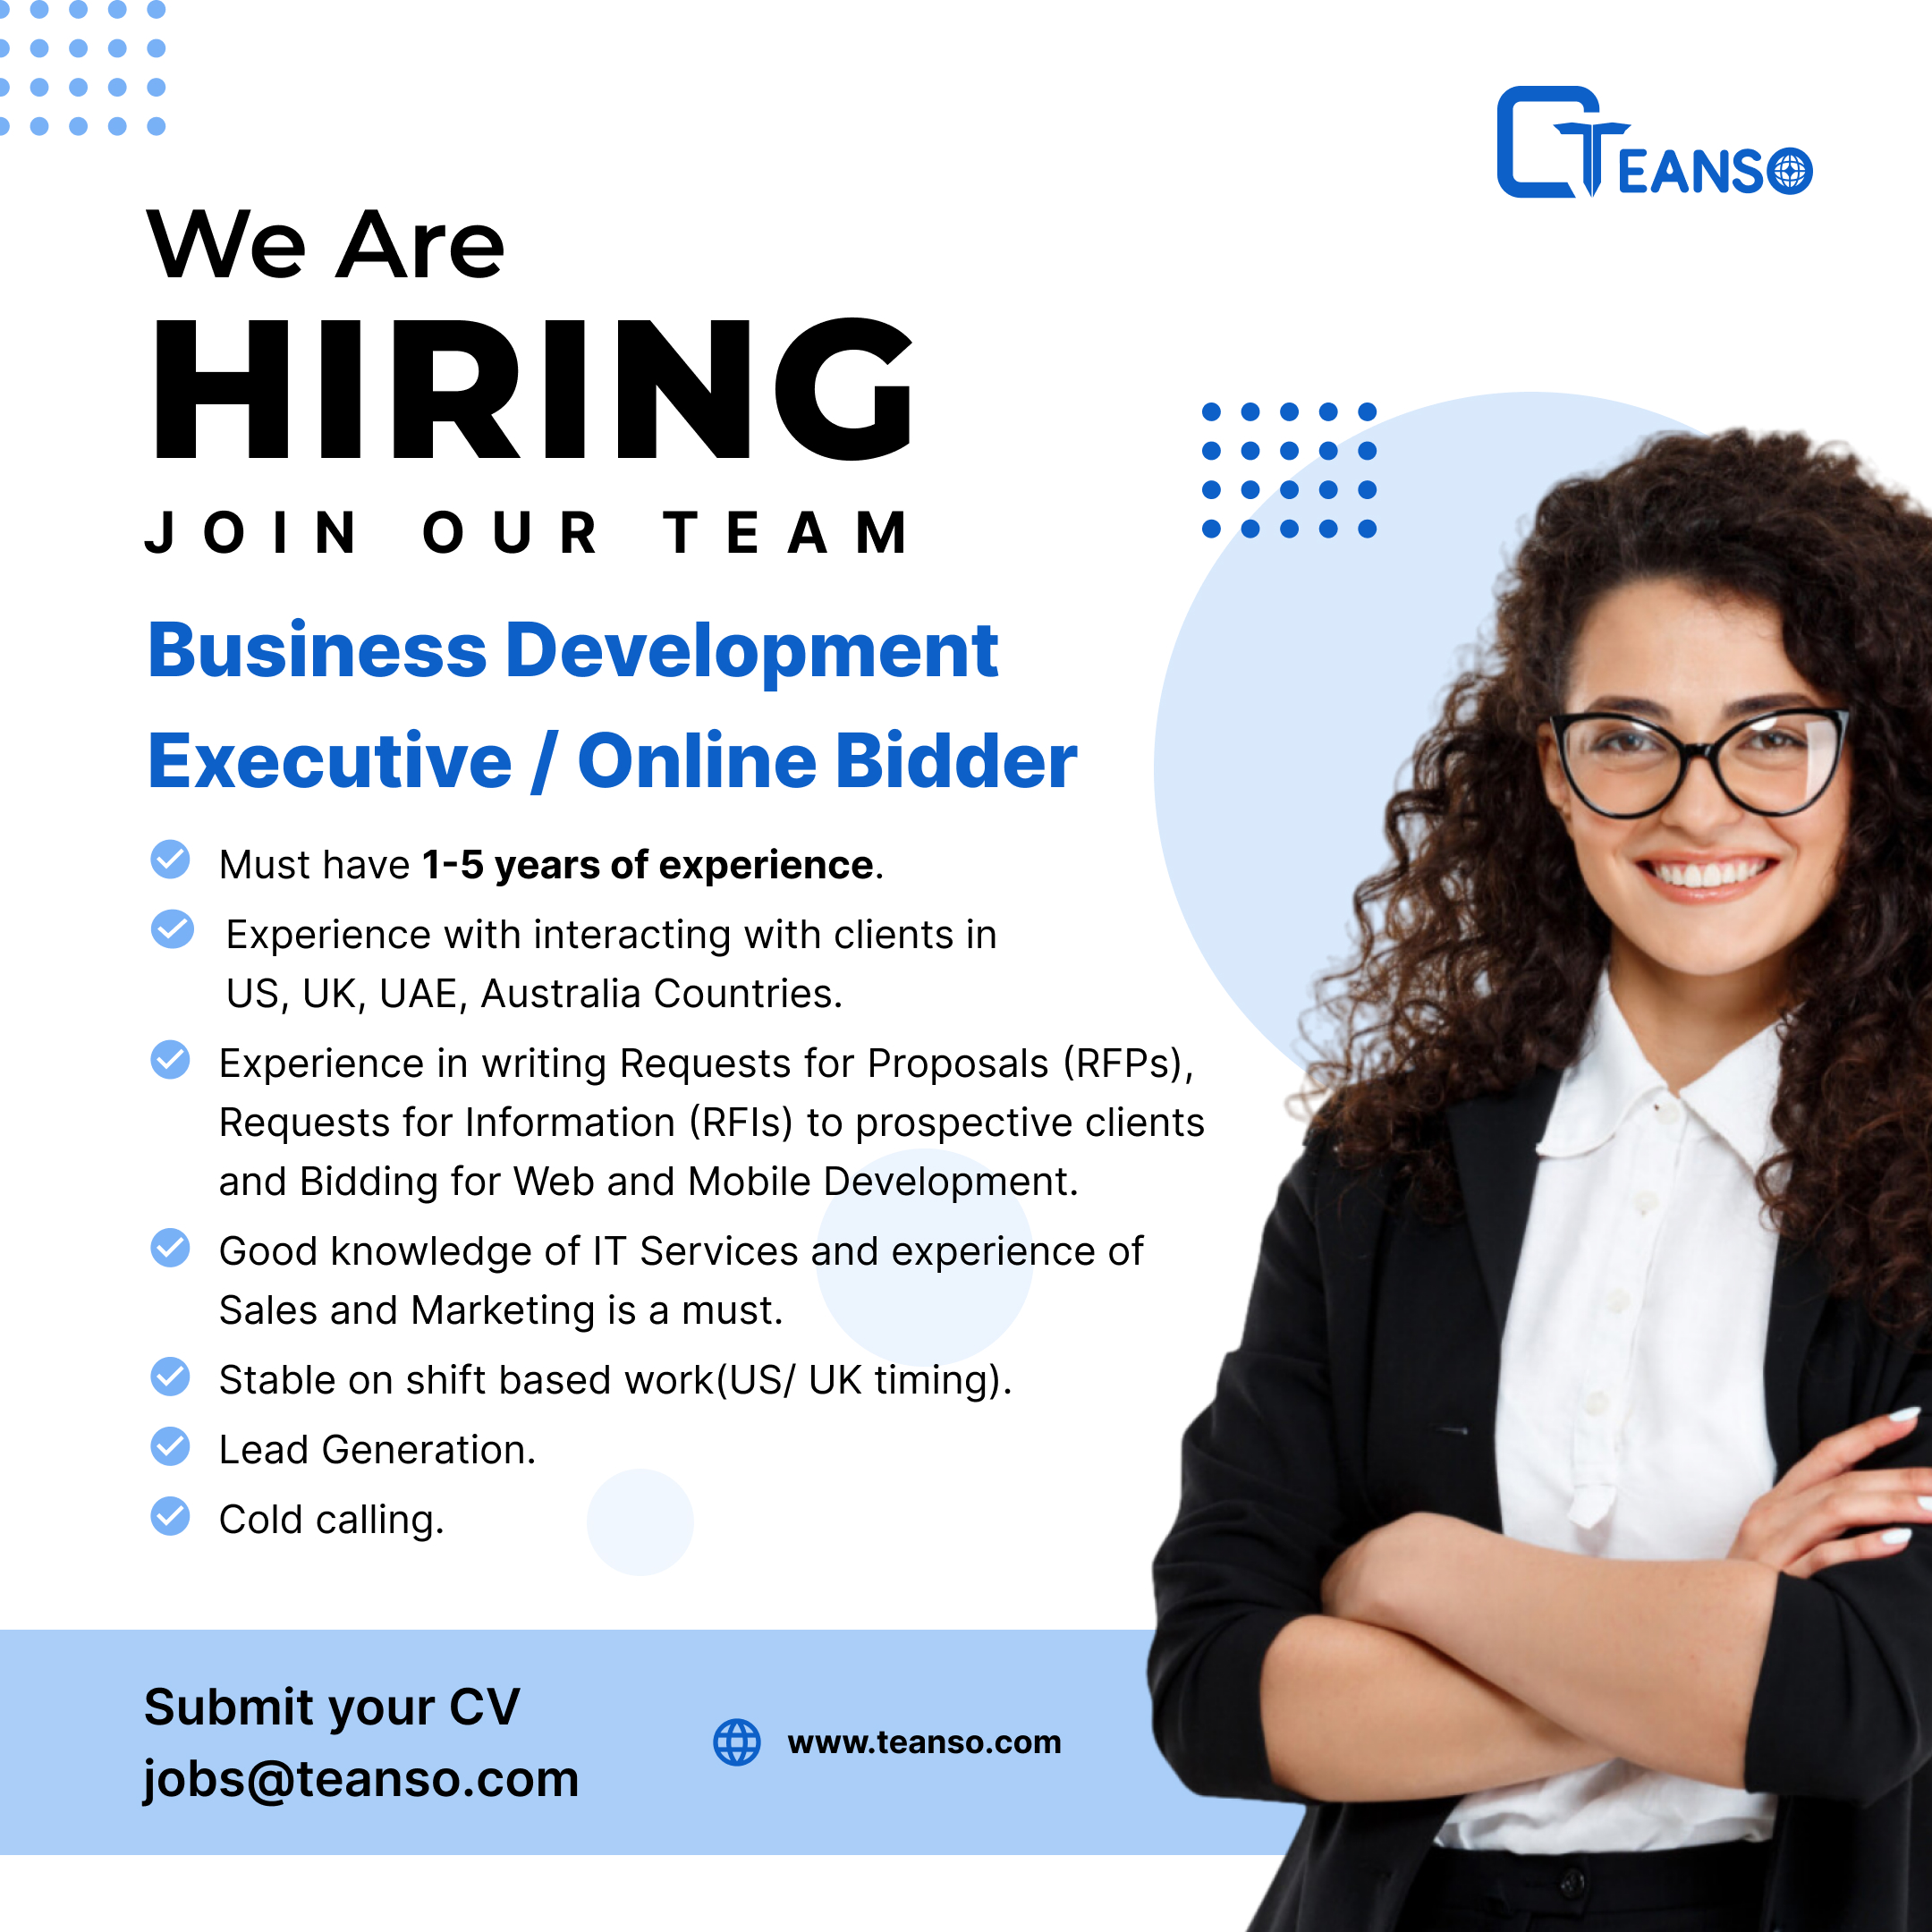 TEANSO
We Are
HIRING
JOIN OUR TEAM
Business Development
Executive / Online Bidder
Must have 1-5 years of experience.
Experience with interacting with clients in
US, UK, UAE, Australia Countries.
Experience in writing Requests for Proposals (RFPs),
Requests for Information (RFIs) to prospective clients
and Bidding for Web and Mobile Development.
Good knowledge of IT Services and experience of
Sales and Marketing is a must.
Stable on shift based work(US/ UK timing).
Lead Generation.
Cold calling.
Submit your CV
jobs@teanso.com
www.teanso.com